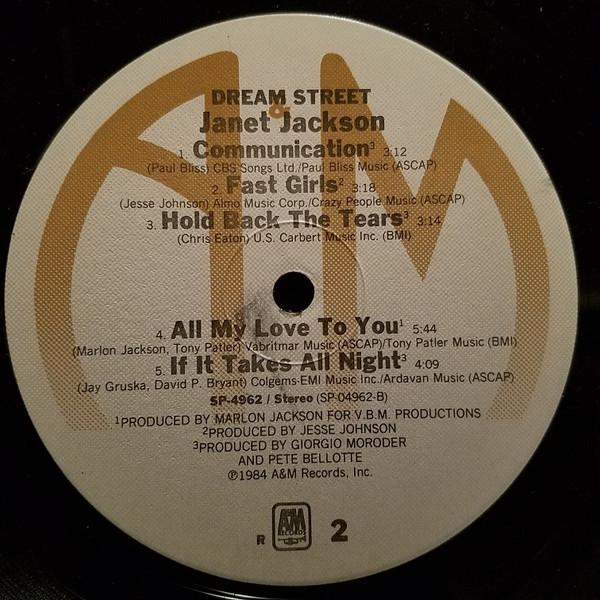 DREAM STREET
Janet Jackson
1. Communication³ 3:12
(Paul Bliss) CBS Songs Ltd./Paul Bliss Music (ASCAP)
2. Fast Girls² 3:18
(Jesse Johnson) Almo Music Corp./Crazy People Music (ASCAP)
3. Hold Back The Tears³ 3:14
(Chris Eaton) U.S. Carbert Music Inc. (BMI)
4. All My Love To You¹ 5:44
(Marlon Jackson, Tony Patler) Vabritmar Music (ASCAP)/Tony Patler Music (BMI)
5. If It Takes All Night³ 4:09
(Jay Gruska, David P. Bryant) Colgems-EMI Music Inc./Ardavan Music (ASCAP)
SP-4962 / Stereo (SP-04962-B)
¹PRODUCED BY MARLON JACKSON FOR V.B.M. PRODUCTIONS
²PRODUCED BY JESSE JOHNSON
³PRODUCED BY GIORGIO MORODER
AND PETE BELLOTTE
℗1984 A&M Records, Inc.
R A&M RECORDS 2